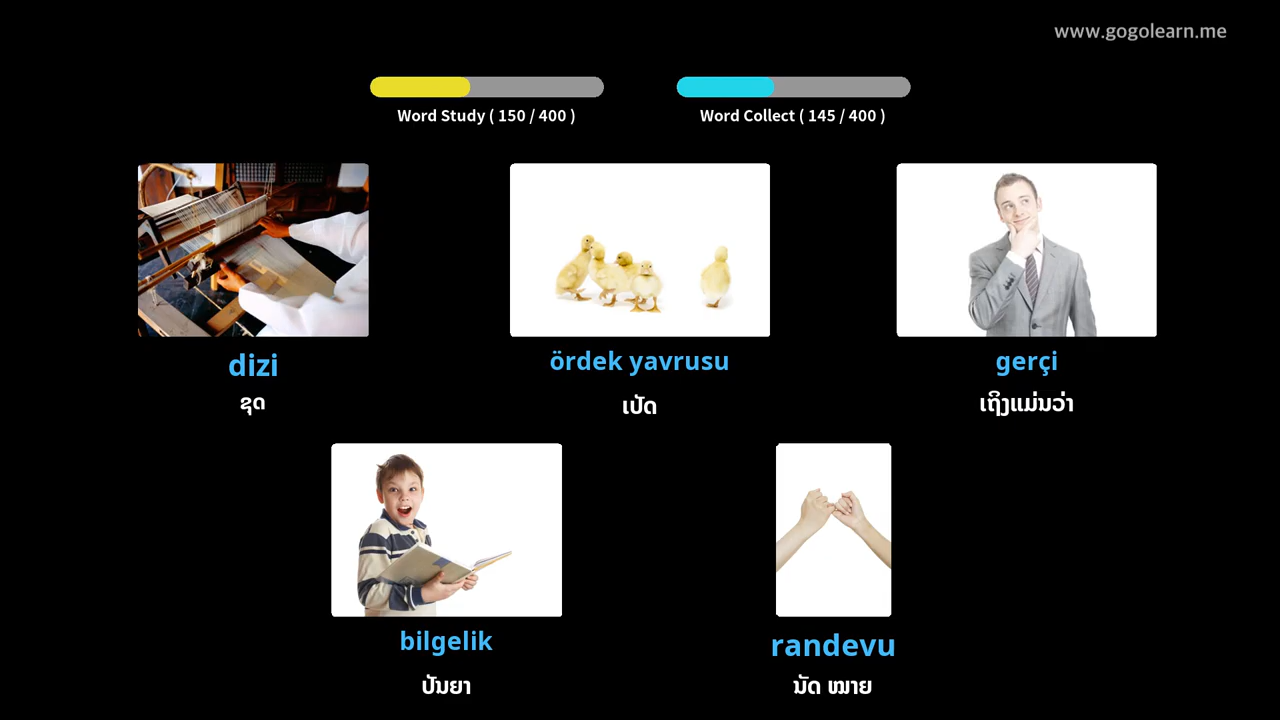 www.gogolearn.me
Word Study ( 150 / 400 )
Word Collect ( 145 / 400 )
dizi
ຊຸດ
ördek yavrusu
ເປັດ
gerçi
ເຖິງແມ່ນວ່າ
bilgelik
ປັນຍາ
randevu
ນັດ ໝາຍ